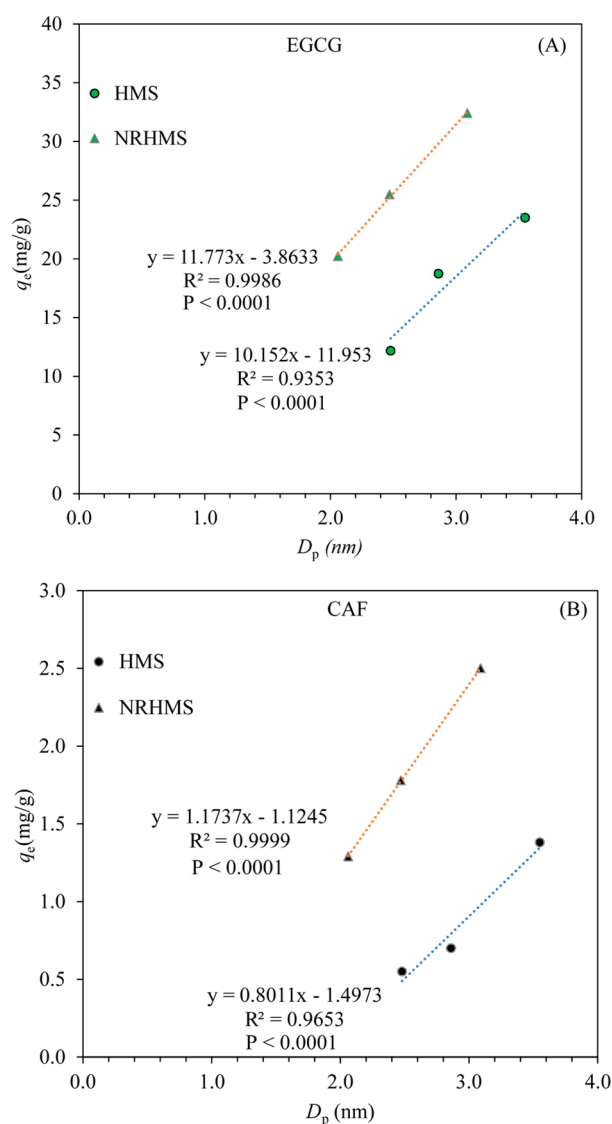 EGCG
(A)
HMS
NRHMS
y = 11.773x - 3.8633
R² = 0.9986
P < 0.0001
y = 10.152x - 11.953
R² = 0.9353
P < 0.0001
qe(mg/g)
40
35
30
25
20
15
10
5
0
0.0 1.0 2.0 3.0 4.0
Dp (nm)
CAF
(B)
HMS
NRHMS
y = 1.1737x - 1.1245
R² = 0.9999
P < 0.0001
y = 0.8011x - 1.4973
R² = 0.9653
P < 0.0001
qe(mg/g)
3.0
2.5
2.0
1.5
1.0
0.5
0.0
0.0 1.0 2.0 3.0 4.0
Dp (nm)